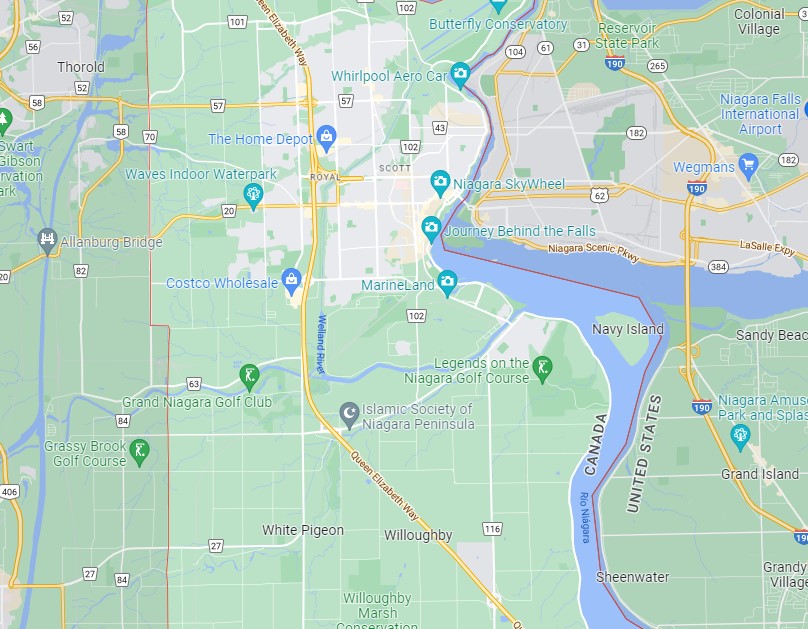 52
101
Queen Elizabeth Way
102
Butterfly Conservatory
Colonial
Village
56
Thorold
104
61
31
Reservoir
State Park
190
265
52
Whirlpool Aero Car
58
58
57
57
Niagara Falls
International
Airport
58
70
The Home Depot
43
102
182
182
Swart
Gibson
rvation
ark
Waves Indoor Waterpark
ROYAL
SCOTT
Niagara SkyWheel
Wegmans
190
62
20
Journey Behind the Falls
Allanburg Bridge
Niagara Scenic Pkwy
LaSalle Expy
20
82
384
Costco Wholesale
MarineLand
102
Welland River
Navy Island
Sandy Beac
Legends on the
Niagara Golf Course
63
Grand Niagara Golf Club
84
Islamic Society of
Niagara Peninsula
190
Niagara Amus
Park and Splas
CANADA
UNITED STATES
Grassy Brook
Golf Course
Queen Elizabeth Way
Grand Island
406
Río Niágara
White Pigeon
Willoughby
116
190
27
27
84
Sheenwater
Grandy
Village
Willoughby
Marsh
Conservation